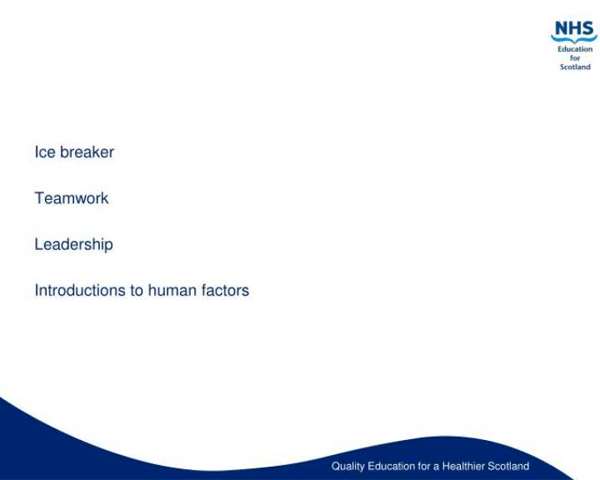 NHS
Education
for
Scotland
Ice breaker
Teamwork
Leadership
Introductions to human factors
Quality Education for a Healthier Scotland